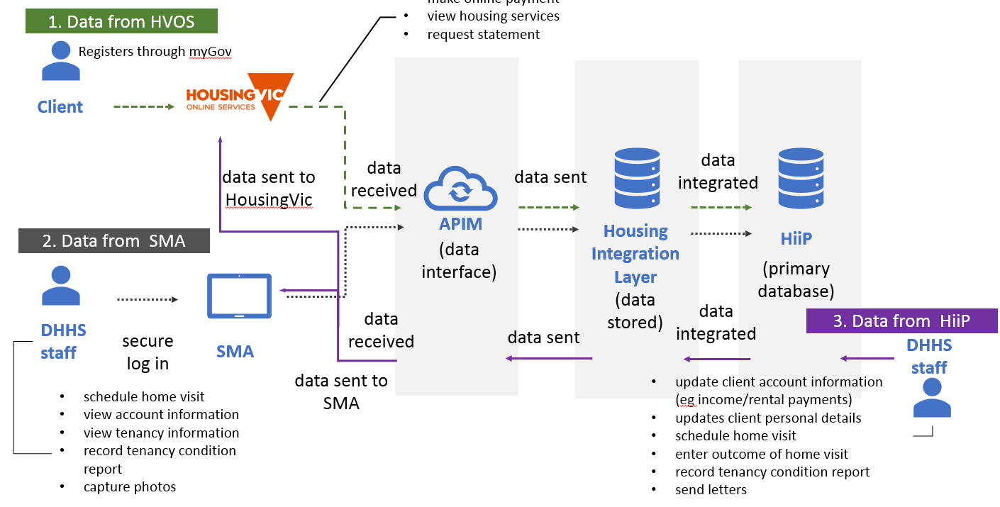 make online payment
view housing services
request statement
1. Data from HVOS
Registers through myGov
Client
HOUSINGVIC
ONLINE SERVICES
data sent to
HousingVic
data
received
APIM
(data
interface)
data sent
Housing
Integration
Layer
(data
stored)
data
integrated
HiiP
(primary
database)
2. Data from SMA
DHHS
staff
secure
log in
SMA
data
received
data sent to
SMA
data sent
data
integrated
3. Data from HiiP
DHHS
staff
schedule home visit
view account information
view tenancy information
record tenancy condition
report
capture photos
update client account information
(eg income/rental payments)
updates client personal details
schedule home visit
enter outcome of home visit
record tenancy condition report
send letters